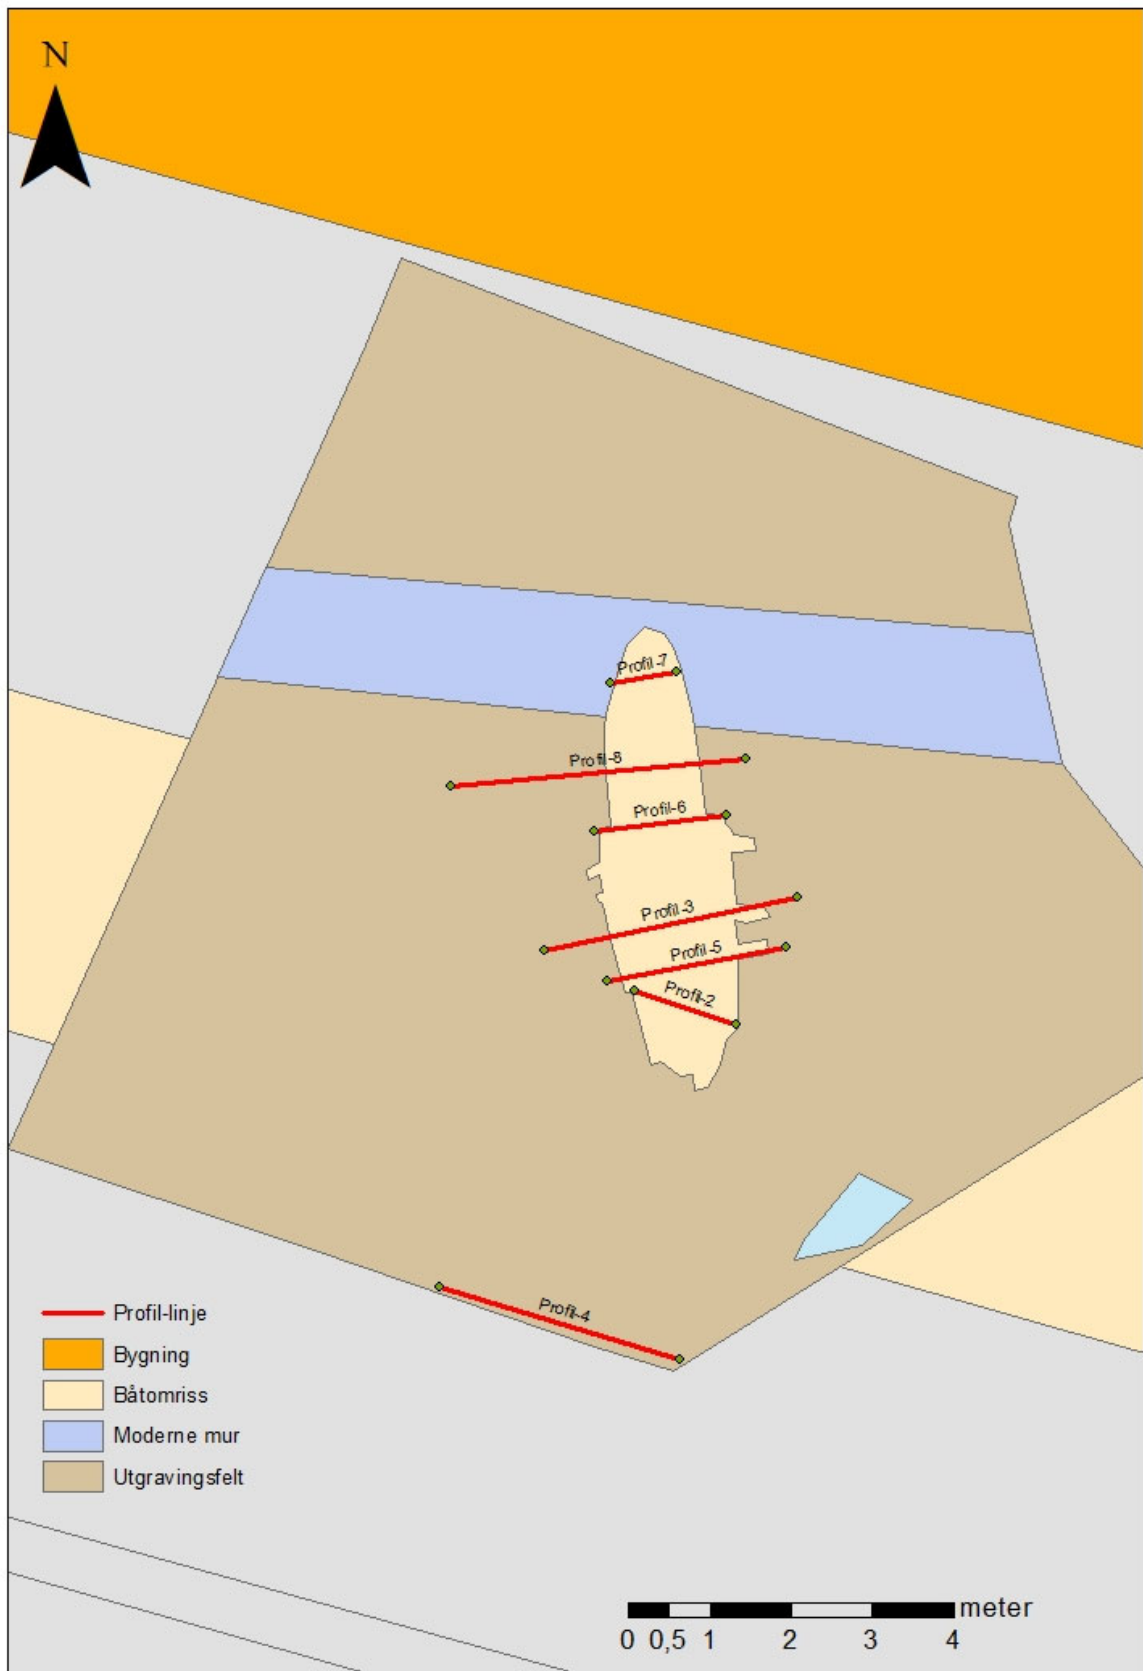 N
Profil-7
Profil-8
Profil-6
Profil-3
Profil-5
Profil-2
Profil-4
Profil-linje
Bygning
Båtomriss
Moderne mur
Utgravingsfelt
meter
0 0,5 1 2 3 4